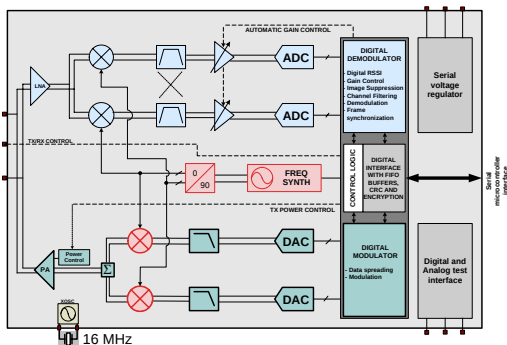 AUTOMATIC GAIN CONTROL
LNA
ADC
ADC
DIGITAL
DEMODULATOR
- Digital RSSI
- Gain Control
- Image Suppression
- Channel Filtering
- Demodulation
- Frame
synchronization
Serial
voltage
regulator
TX/RX CONTROL
0
90
FREQ
SYNTH
CONTROL LOGIC
DIGITAL
INTERFACE
WITH FIFO
BUFFERS,
CRC AND
ENCRYPTION
Serial
microcontroller
interface
TX POWER CONTROL
Power
Control
PA
Σ
DAC
DAC
DIGITAL
MODULATOR
- Data spreading
- Modulation
Digital and
Analog test
interface
XOSC
16 MHz